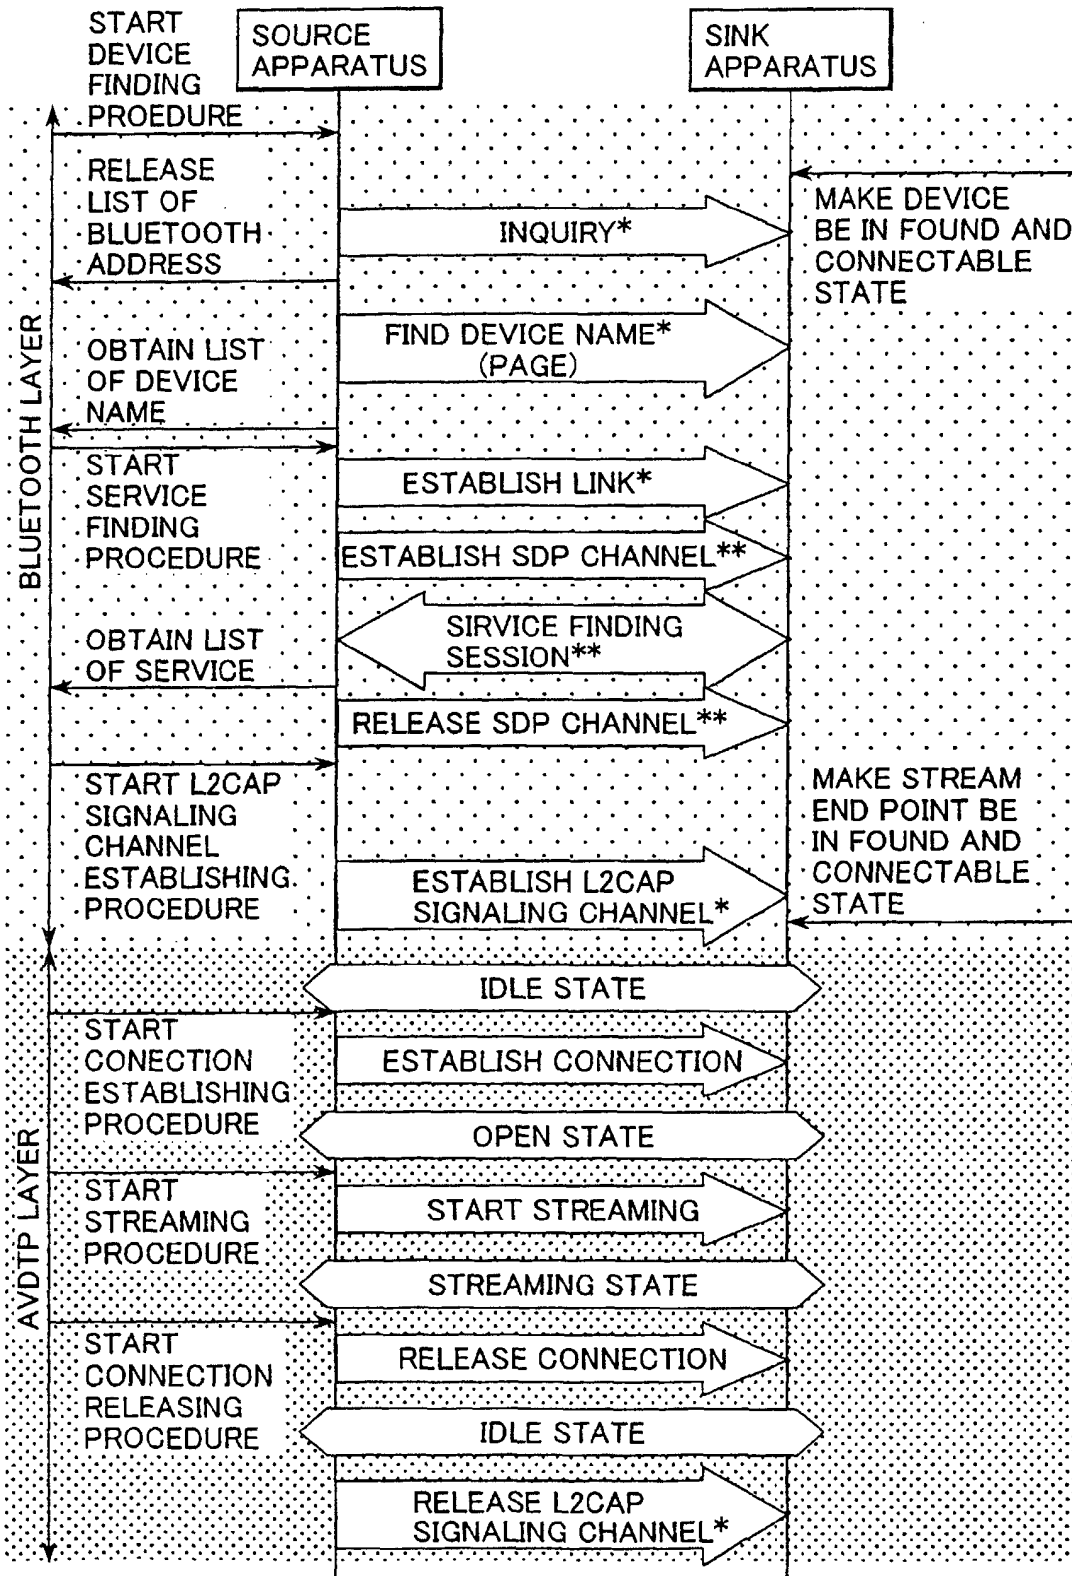 START
DEVICE
FINDING
PROEDURE
SOURCE
APPARATUS
SINK
APPARATUS
RELEASE
LIST OF
BLUETOOTH
ADDRESS
INQUIRY*
MAKE DEVICE
BE IN FOUND AND
CONNECTABLE
STATE
BLUETOOTH LAYER
OBTAIN LIST
OF DEVICE
NAME
FIND DEVICE NAME*
(PAGE)
START
SERVICE
FINDING
PROCEDURE
ESTABLISH LINK*
ESTABLISH SDP CHANNEL**
OBTAIN LIST
OF SERVICE
SIRVICE FINDING
SESSION**
RELEASE SDP CHANNEL**
START L2CAP
SIGNALING
CHANNEL
ESTABLISHING
PROCEDURE
MAKE STREAM
END POINT BE
IN FOUND AND
CONNECTABLE
STATE
ESTABLISH L2CAP
SIGNALING CHANNEL*
AVDTP LAYER
IDLE STATE
START
CONECTION
ESTABLISHING
PROCEDURE
ESTABLISH CONNECTION
OPEN STATE
START
STREAMING
PROCEDURE
START STREAMING
STREAMING STATE
START
CONNECTION
RELEASING
PROCEDURE
RELEASE CONNECTION
IDLE STATE
RELEASE L2CAP
SIGNALING CHANNEL*